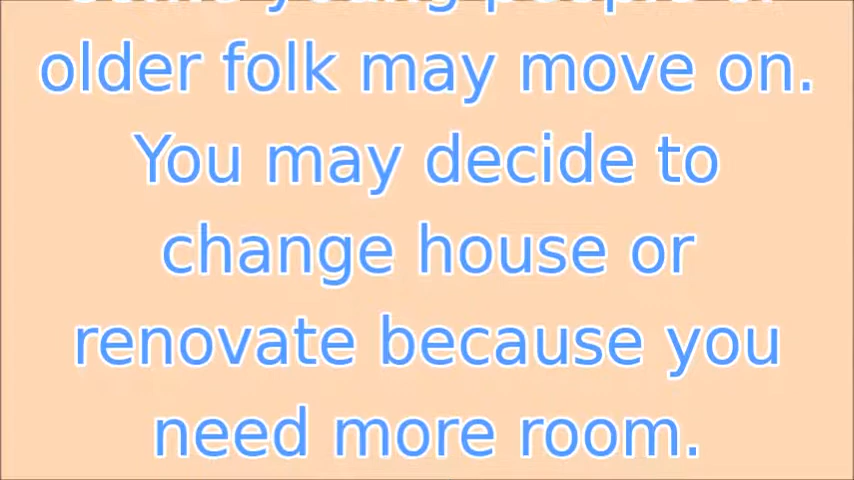 older folk may move on.
You may decide to
change house or
renovate because you
need more room.